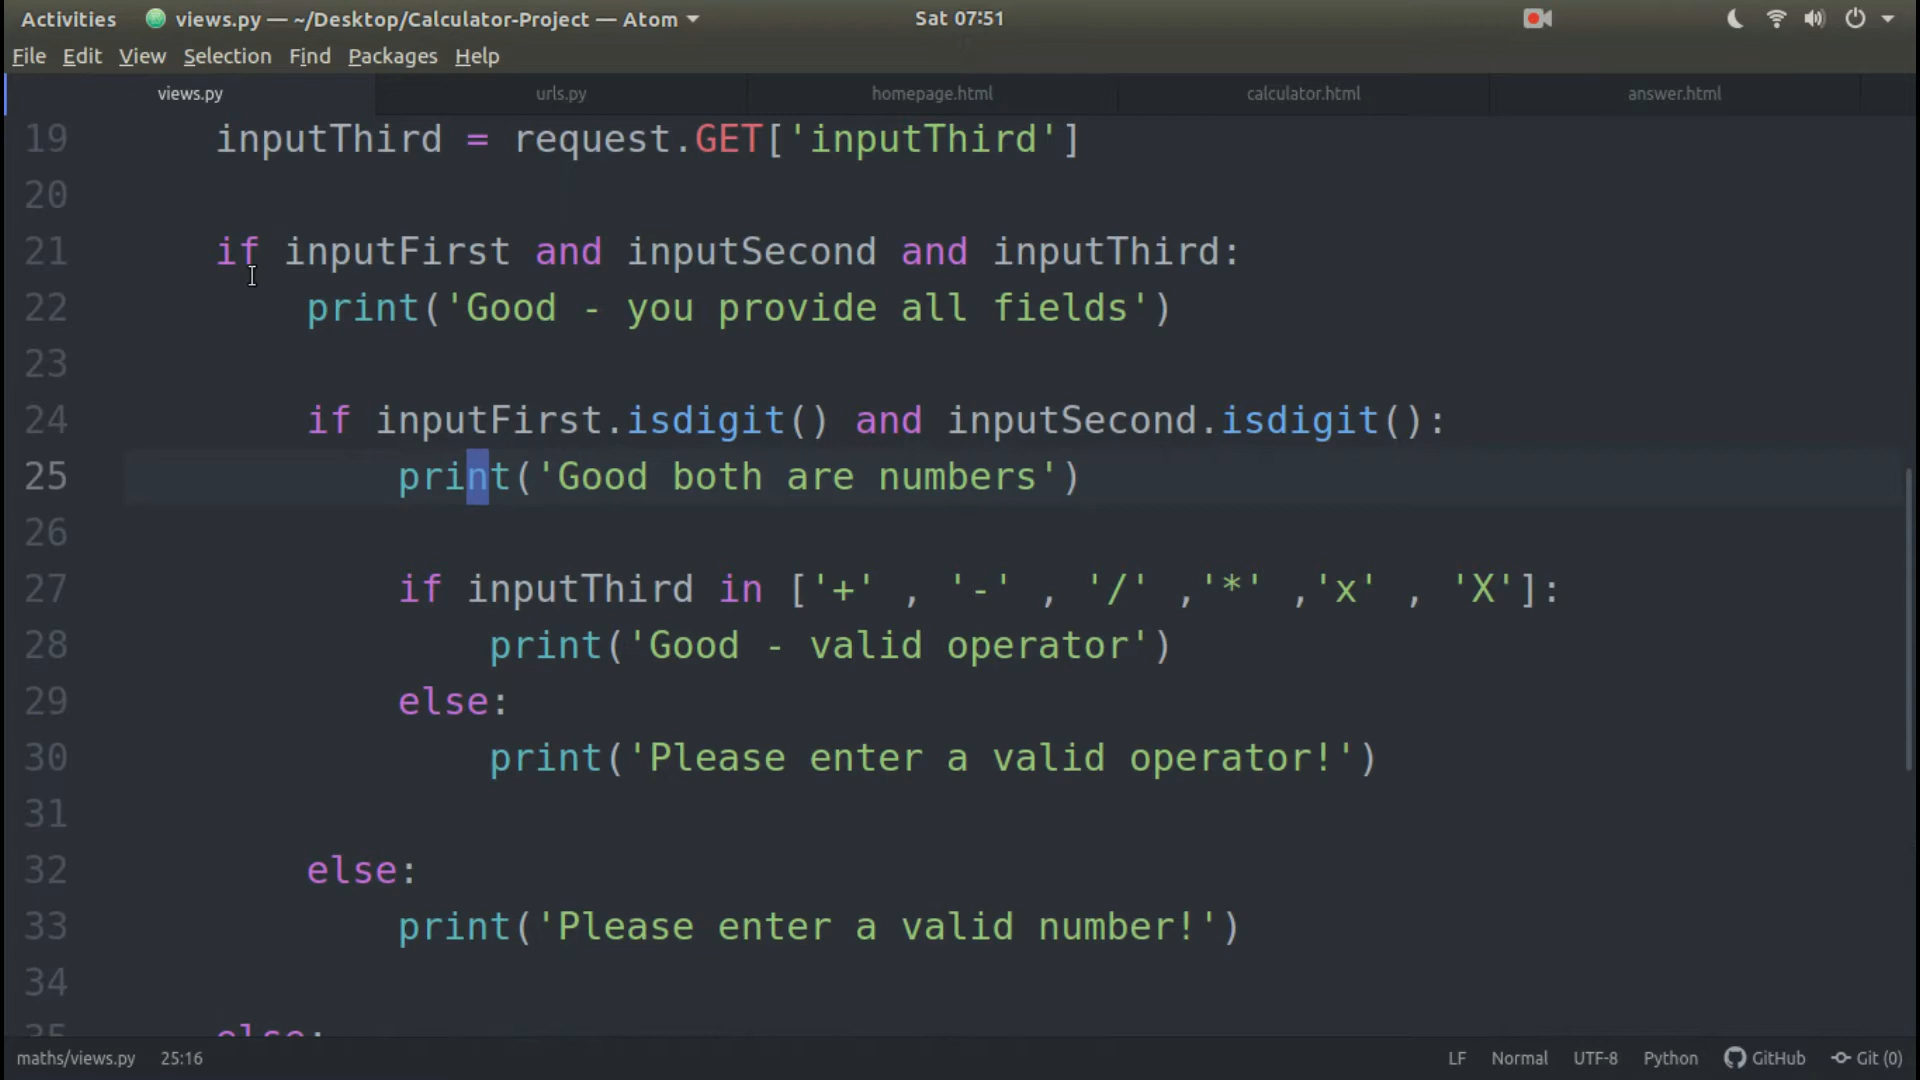 Activities views.py — ~/Desktop/Calculator-Project — Atom Sat 07:51
File Edit View Selection Find Packages Help
views.py urls.py homepage.html calculator.html answer.html
19 inputThird = request.GET['inputThird']
20
21 if inputFirst and inputSecond and inputThird:
22 print('Good - you provide all fields')
23
24 if inputFirst.isdigit() and inputSecond.isdigit():
25 print('Good both are numbers')
26
27 if inputThird in ['+' , '-' , '/' ,'*' ,'x' , 'X']:
28 print('Good - valid operator')
29 else:
30 print('Please enter a valid operator!')
31
32 else:
33 print('Please enter a valid number!')
34
35 else:
maths/views.py 25:16 LF Normal UTF-8 Python GitHub Git (0)